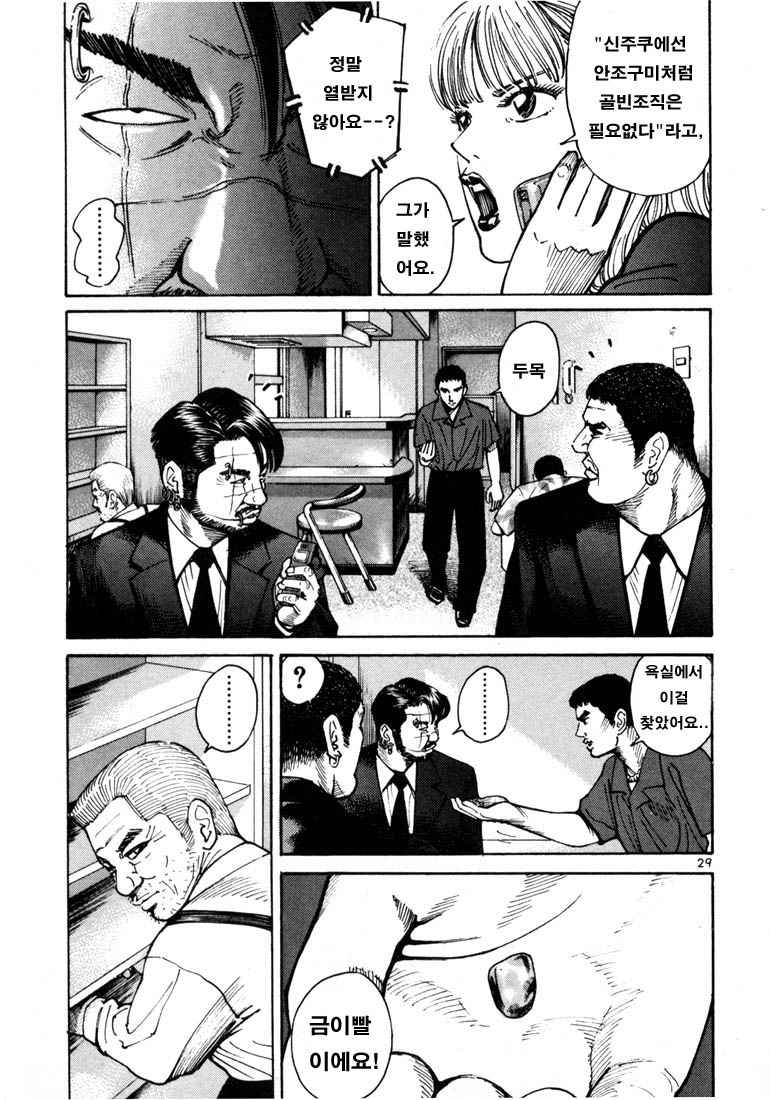 "신주쿠에선
안조구미처럼
골빈조직은
필요없다"라고,
그가
말했
어요.
정말
열받지
않아요--?
………
두목
욕실에서
이걸
찾았어요..
………
?
………
29
금이빨
이에요!